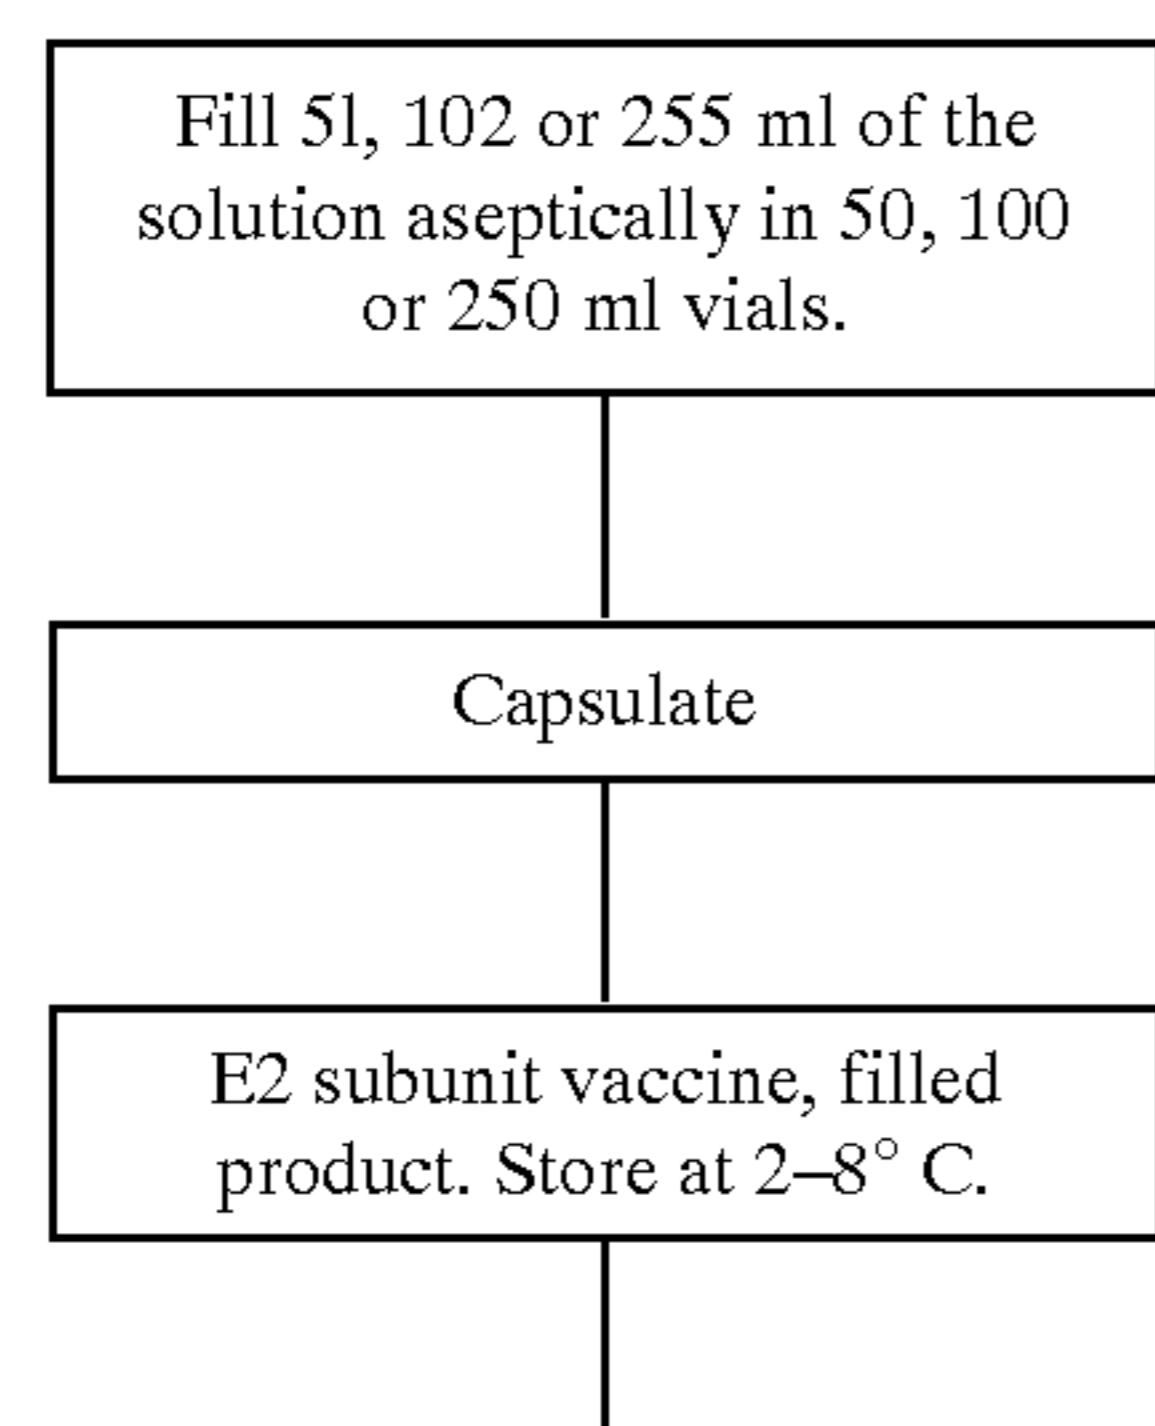 Fill 5l, 102 or 255 ml of the
solution aseptically in 50, 100
or 250 ml vials.
Capsulate
E2 subunit vaccine, filled
product. Store at 2–8° C.